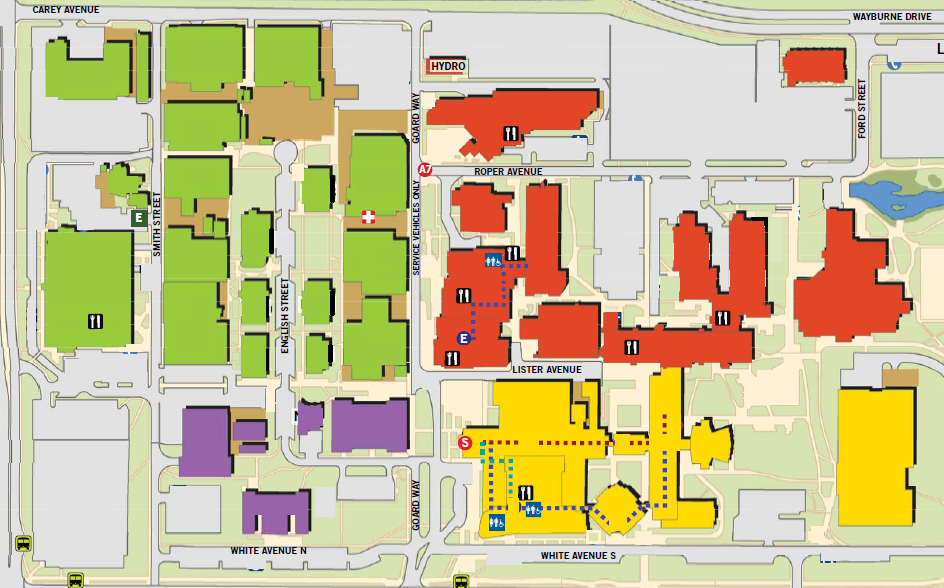 CAREY AVENUE
WAYBURNE DRIVE
L
HYDRO
FORD STREET
GOARD WAY
A7
ROPER AVENUE
SMITH STREET
E
SERVICE VEHICLES ONLY
ENGLISH STREET
E
LISTER AVENUE
S
GOARD WAY
WHITE AVENUE N
WHITE AVENUE S